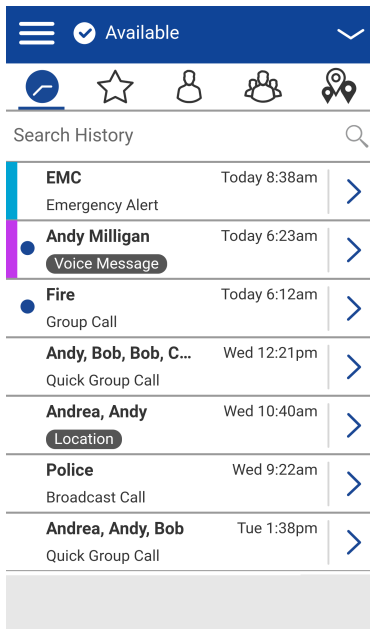 Available
Search History
EMC Today 8:38am
Emergency Alert
Andy Milligan Today 6:23am
Voice Message
Fire Today 6:12am
Group Call
Andy, Bob, Bob, C... Wed 12:21pm
Quick Group Call
Andrea, Andy Wed 10:40am
Location
Police Wed 9:22am
Broadcast Call
Andrea, Andy, Bob Tue 1:38pm
Quick Group Call